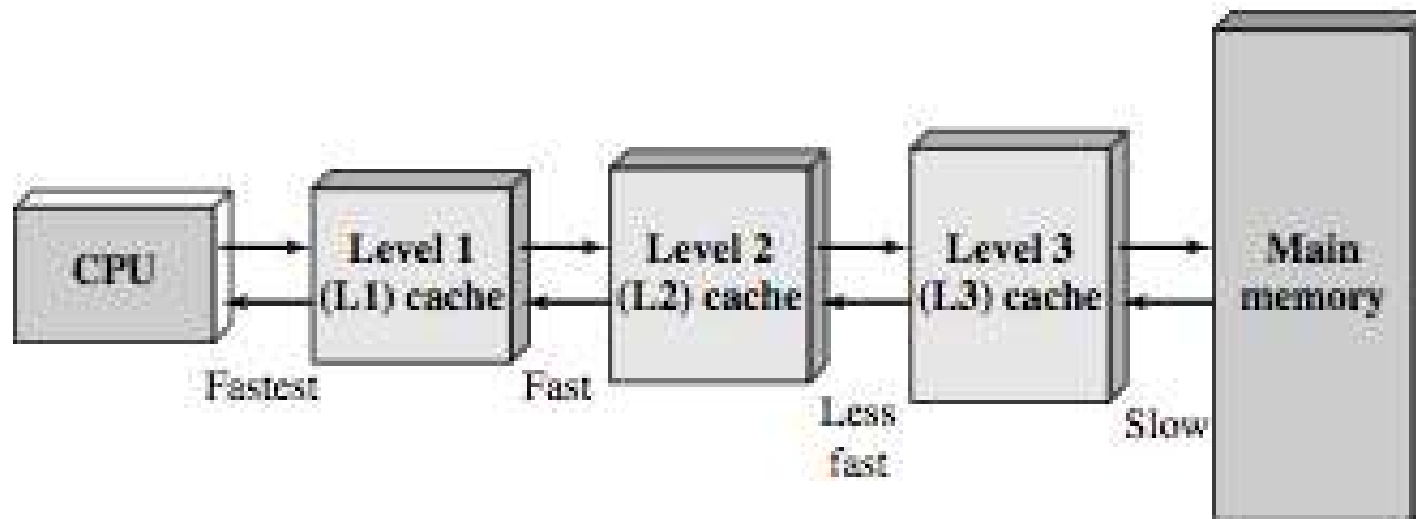 CPU
Level 1
(L1) cache
Level 2
(L2) cache
Level 3
(L3) cache
Main
memory
Fastest
Fast
Less
fast
Slow